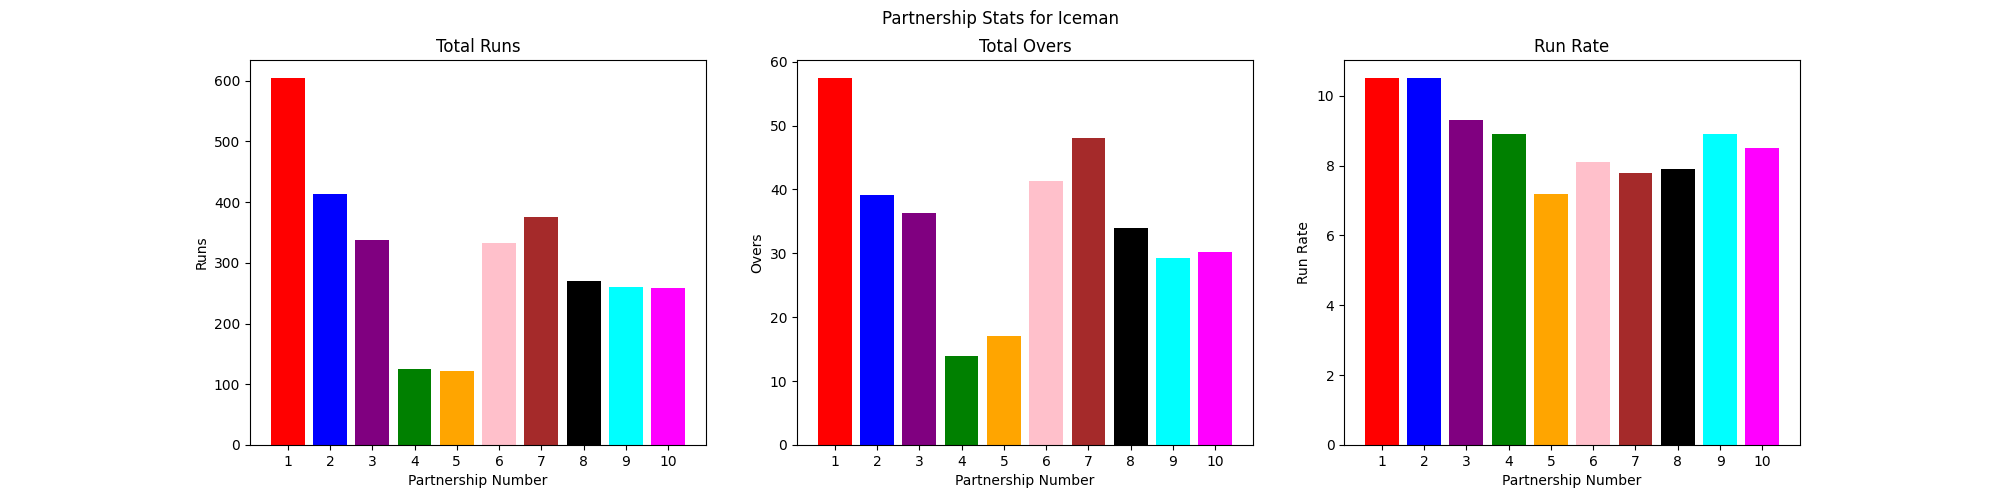 Partnership Stats for Iceman
Total Runs
Runs
600
500
400
300
200
100
0
1 2 3 4 5 6 7 8 9 10
Partnership Number
Total Overs
Overs
60
50
40
30
20
10
0
1 2 3 4 5 6 7 8 9 10
Partnership Number
Run Rate
Run Rate
10
8
6
4
2
0
1 2 3 4 5 6 7 8 9 10
Partnership Number